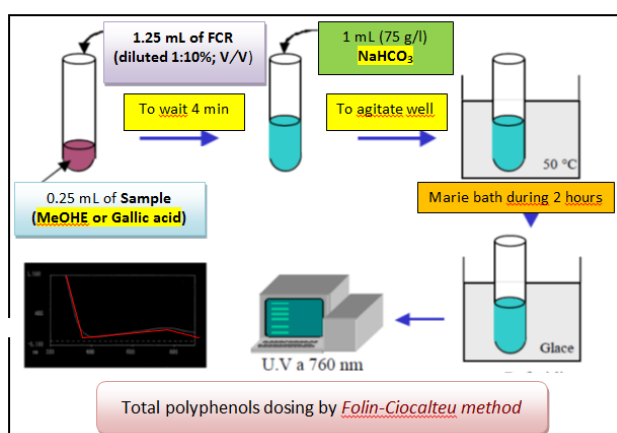 1.25 mL of FCR
(diluted 1:10%; V/V)
1 mL (75 g/l)
NaHCO3
To wait 4 min
To agitate well
50 °C
0.25 mL of Sample
(MeOHE or Gallic acid)
Marie bath during 2 hours
Glace
U.V a 760 nm
Total polyphenols dosing by Folin-Ciocalteu method